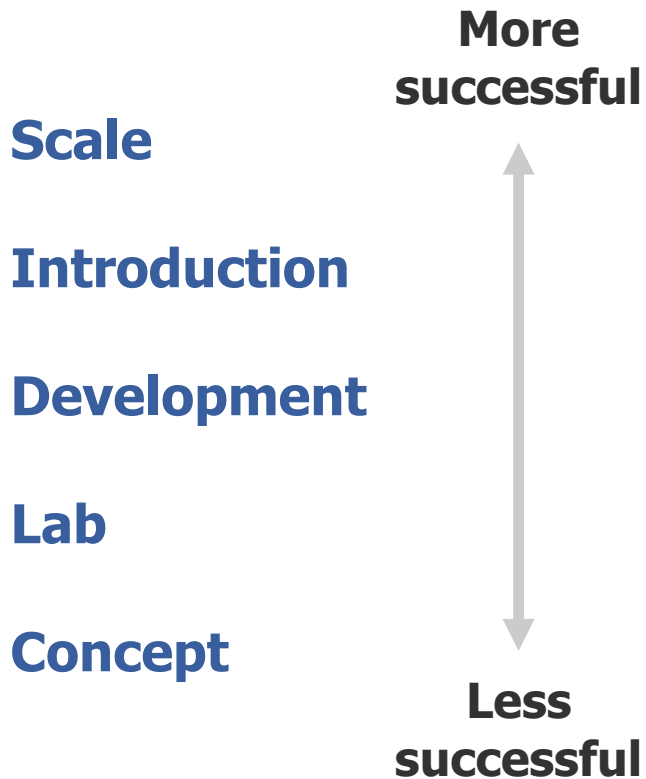 More
successful
Scale
Introduction
Development
Lab
Concept
Less
successful